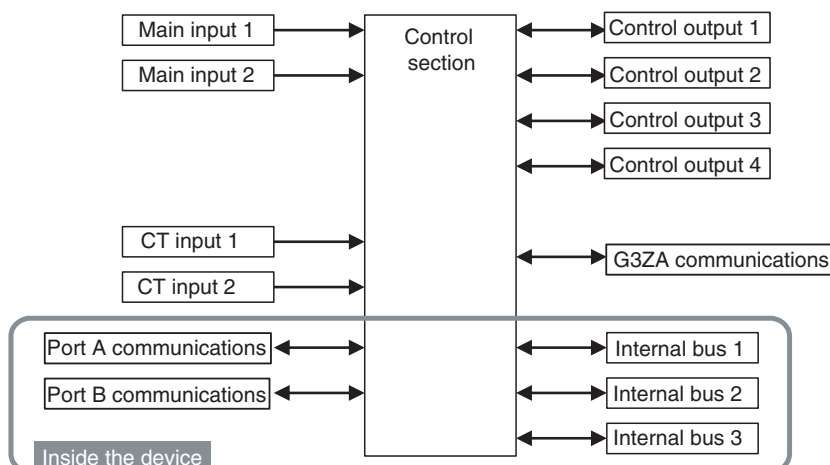 Main input 1
Main input 2
CT input 1
CT input 2
Port A communications
Port B communications
Inside the device
Control
section
Control output 1
Control output 2
Control output 3
Control output 4
G3ZA communications
Internal bus 1
Internal bus 2
Internal bus 3